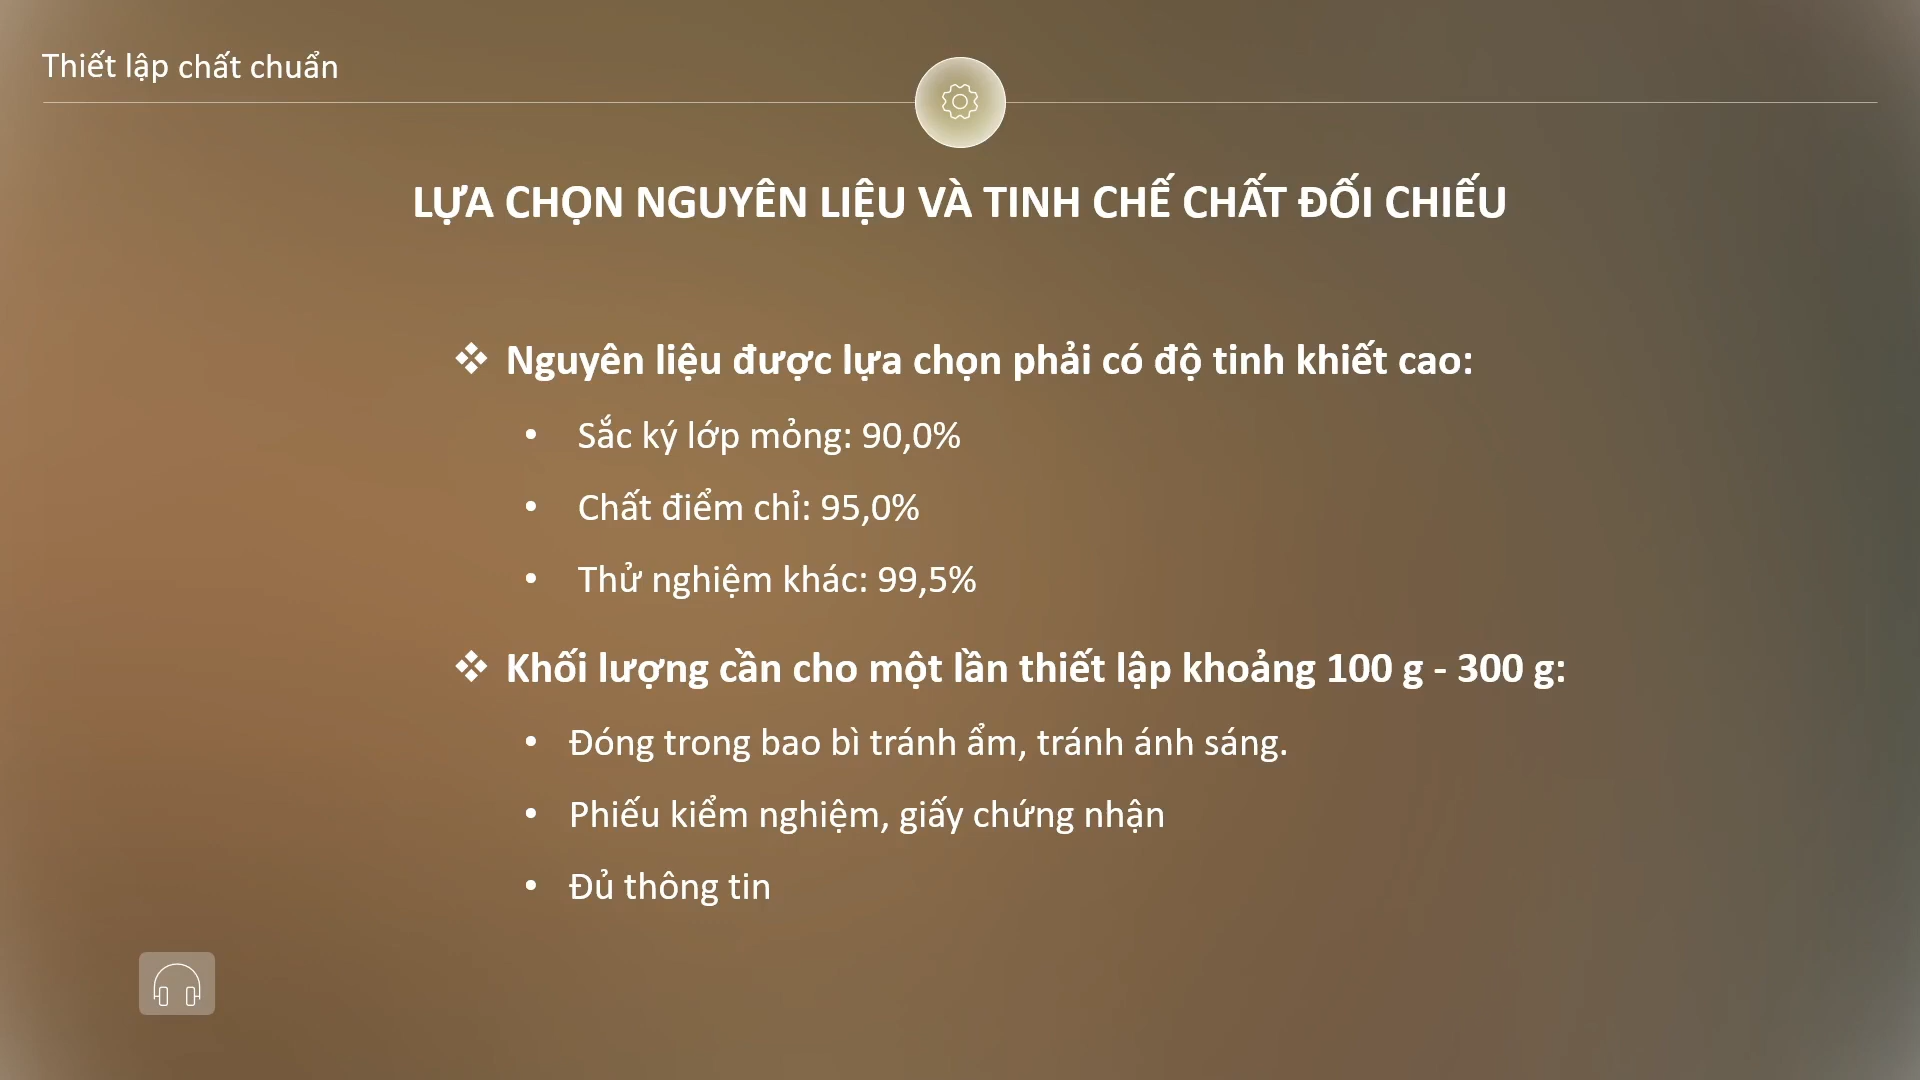 Thiết lập chất chuẩn
LỰA CHỌN NGUYÊN LIỆU VÀ TINH CHẾ CHẤT ĐỐI CHIẾU
❖ Nguyên liệu được lựa chọn phải có độ tinh khiết cao:
• Sắc ký lớp mỏng: 90,0%
• Chất điểm chỉ: 95,0%
• Thử nghiệm khác: 99,5%
❖ Khối lượng cần cho một lần thiết lập khoảng 100 g - 300 g:
• Đóng trong bao bì tránh ẩm, tránh ánh sáng.
• Phiếu kiểm nghiệm, giấy chứng nhận
• Đủ thông tin